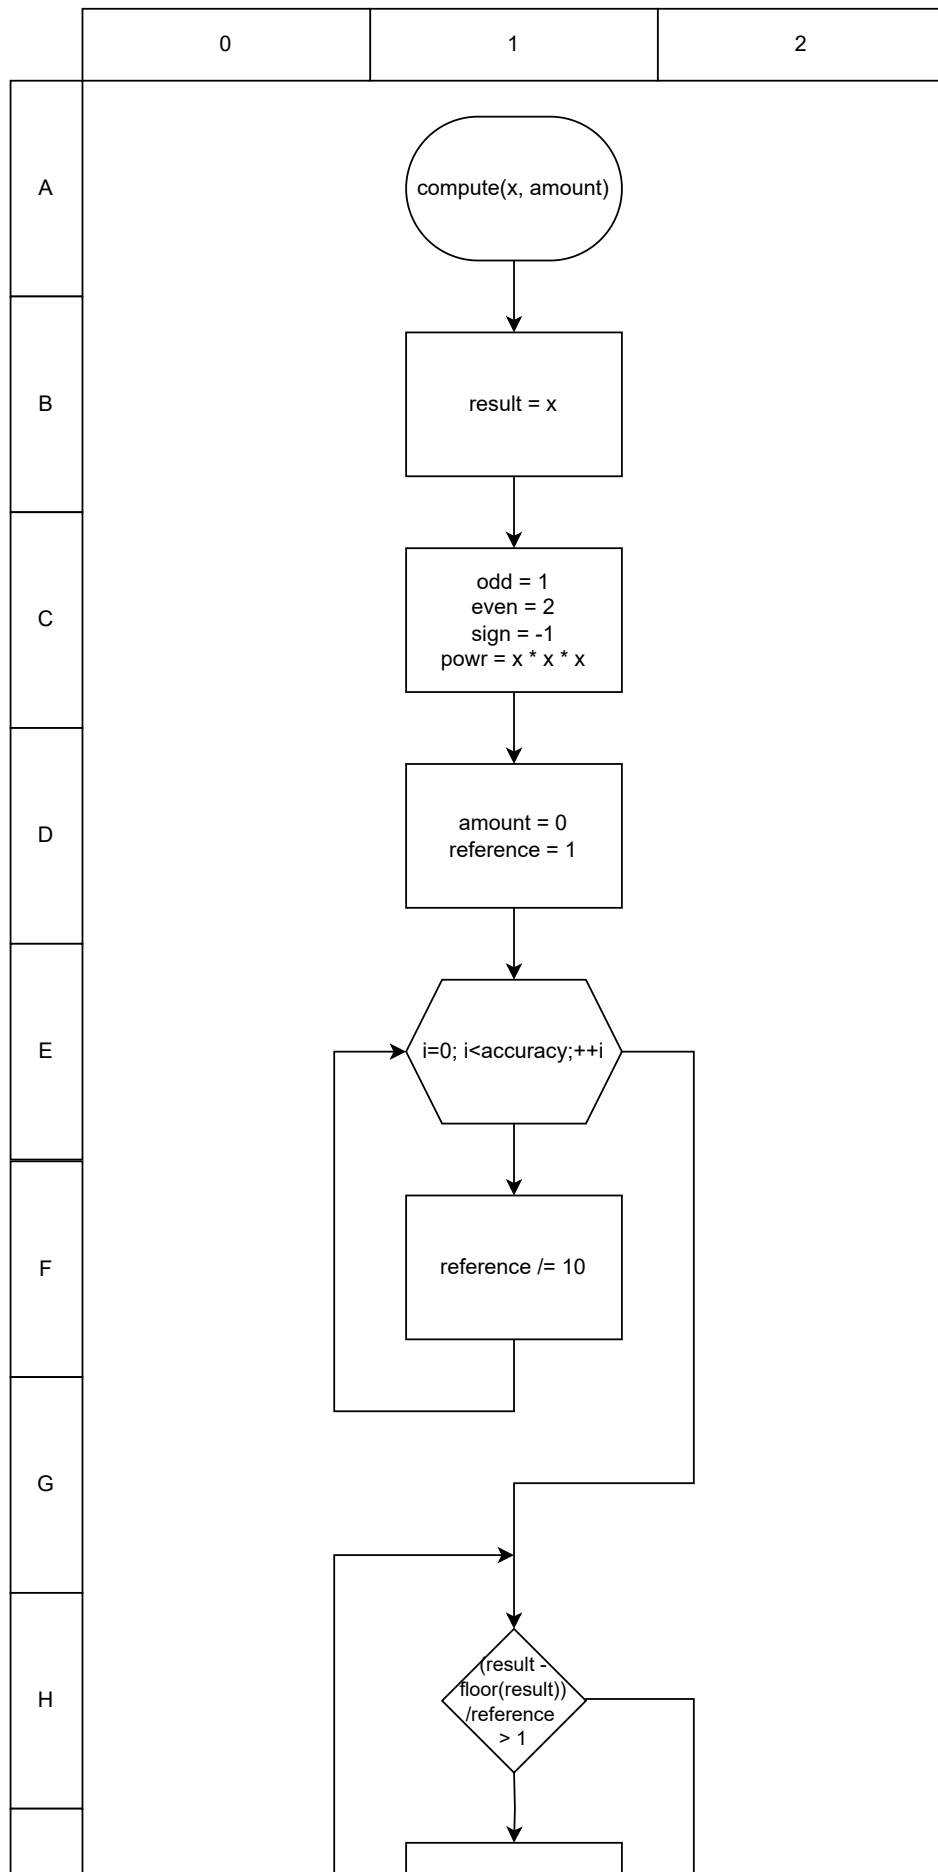 0
1
2
A
compute(x, amount)
B
result = x
C
odd = 1
even = 2
sign = -1
powr = x * x * x
D
amount = 0
reference = 1
E
i=0; i<accuracy;++i
F
reference /= 10
G
H
(result -
floor(result))
/reference
> 1